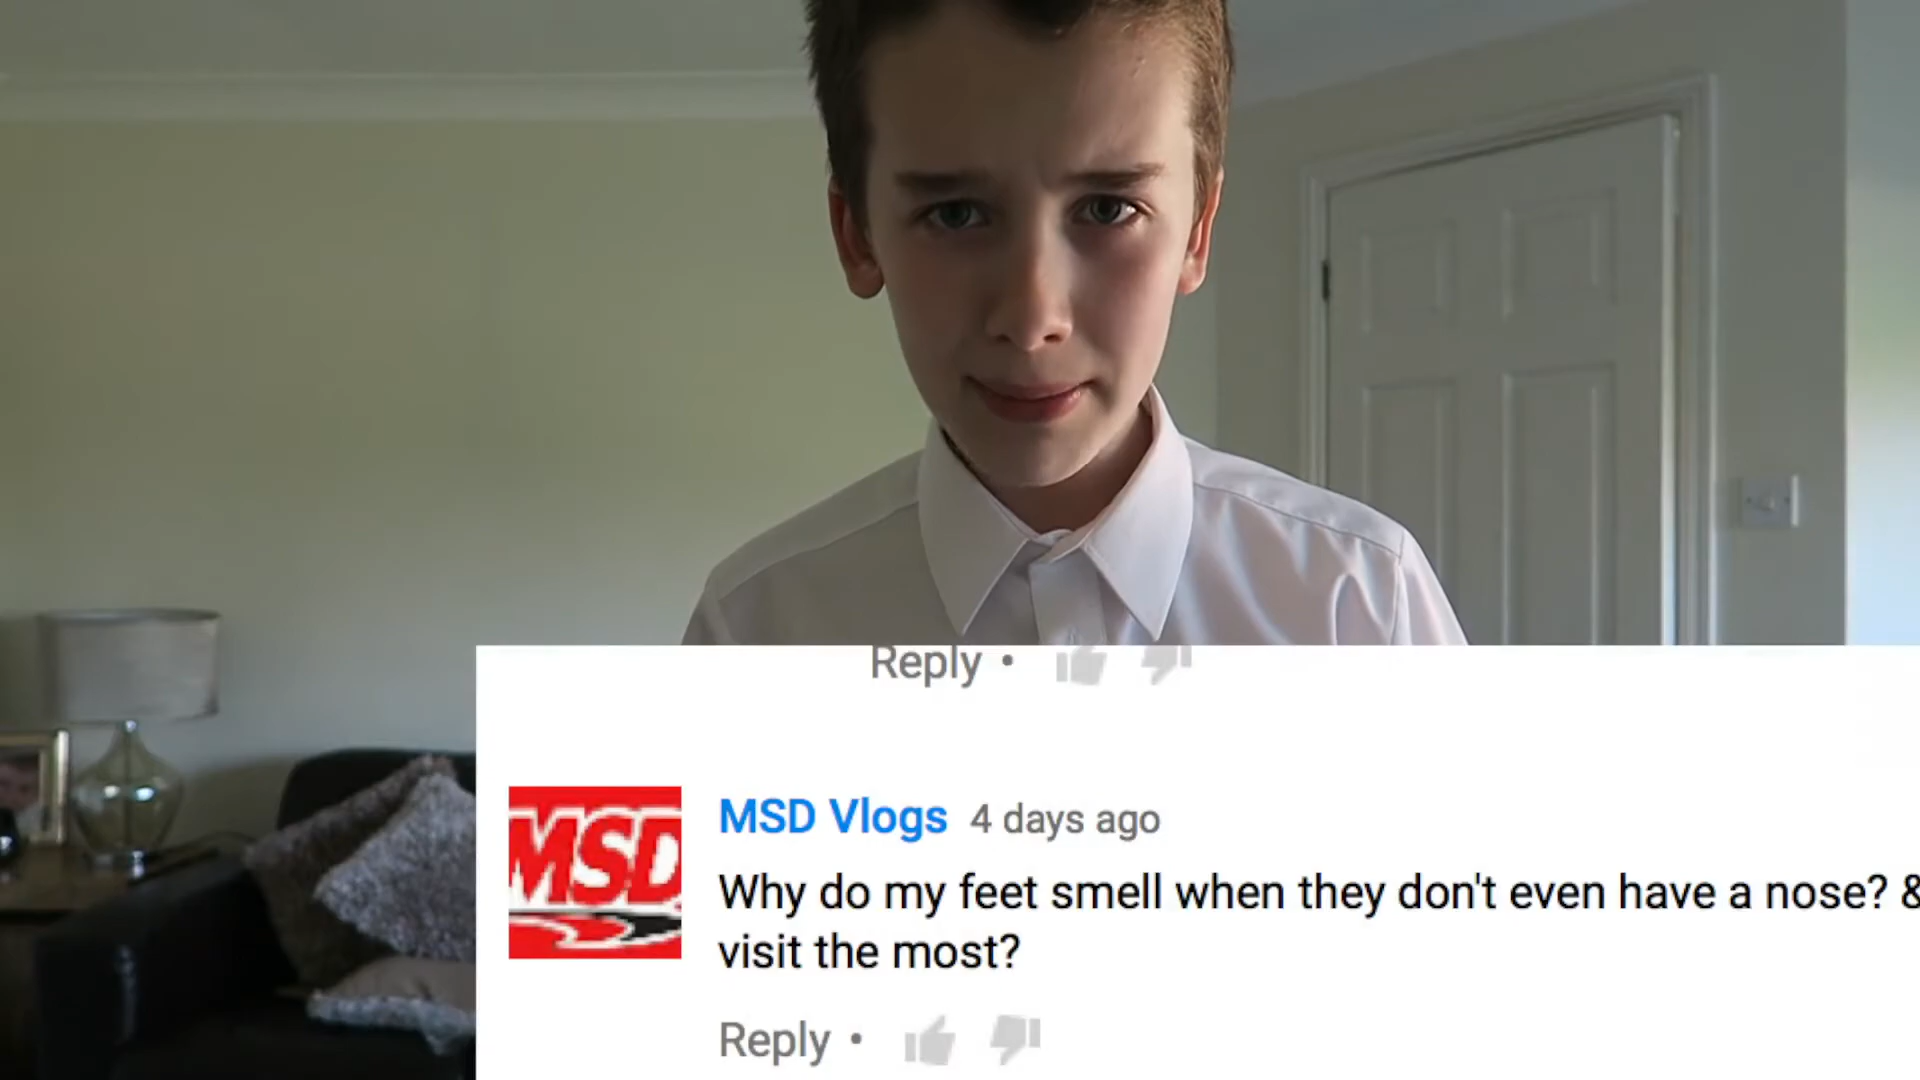 Reply •
MSD
MSD Vlogs 4 days ago
Why do my feet smell when they don't even have a nose? &
visit the most?
Reply •